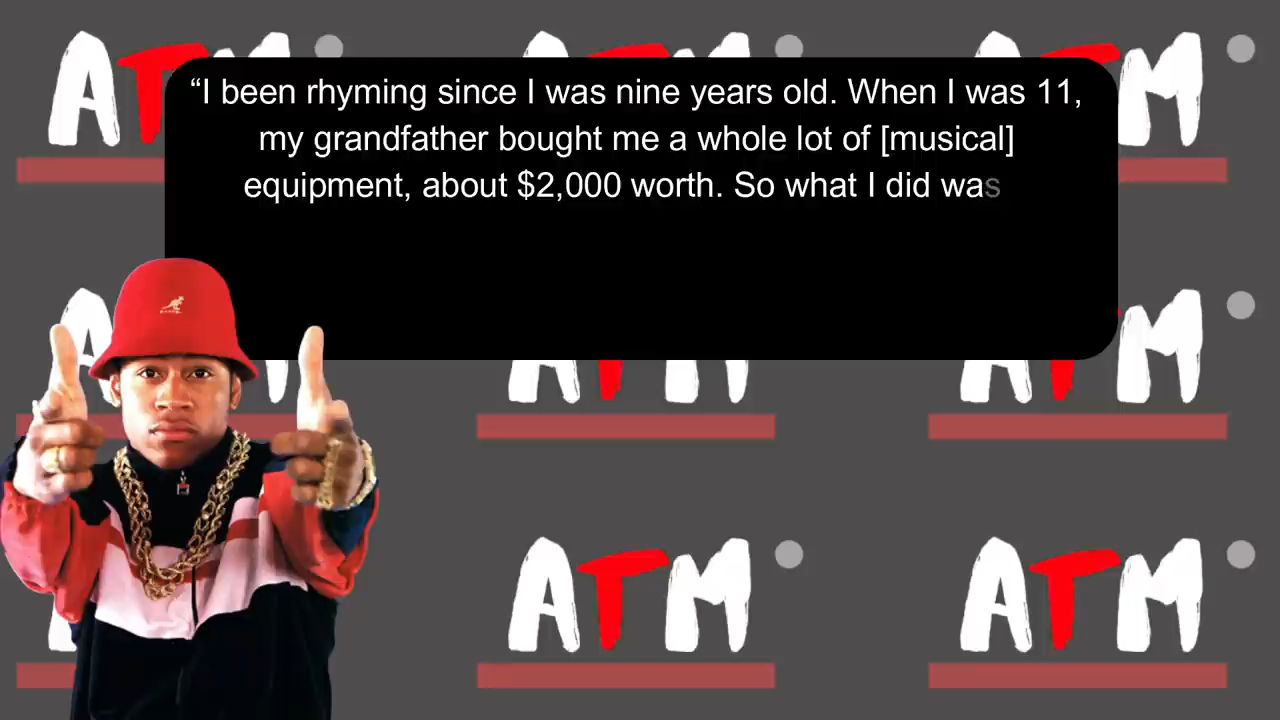 “I been rhyming since I was nine years old. When I was 11,
my grandfather bought me a whole lot of [musical]
equipment, about $2,000 worth. So what I did was
ATM
ATM
ATM
ATM
ATM
ATM
ATM
ATM